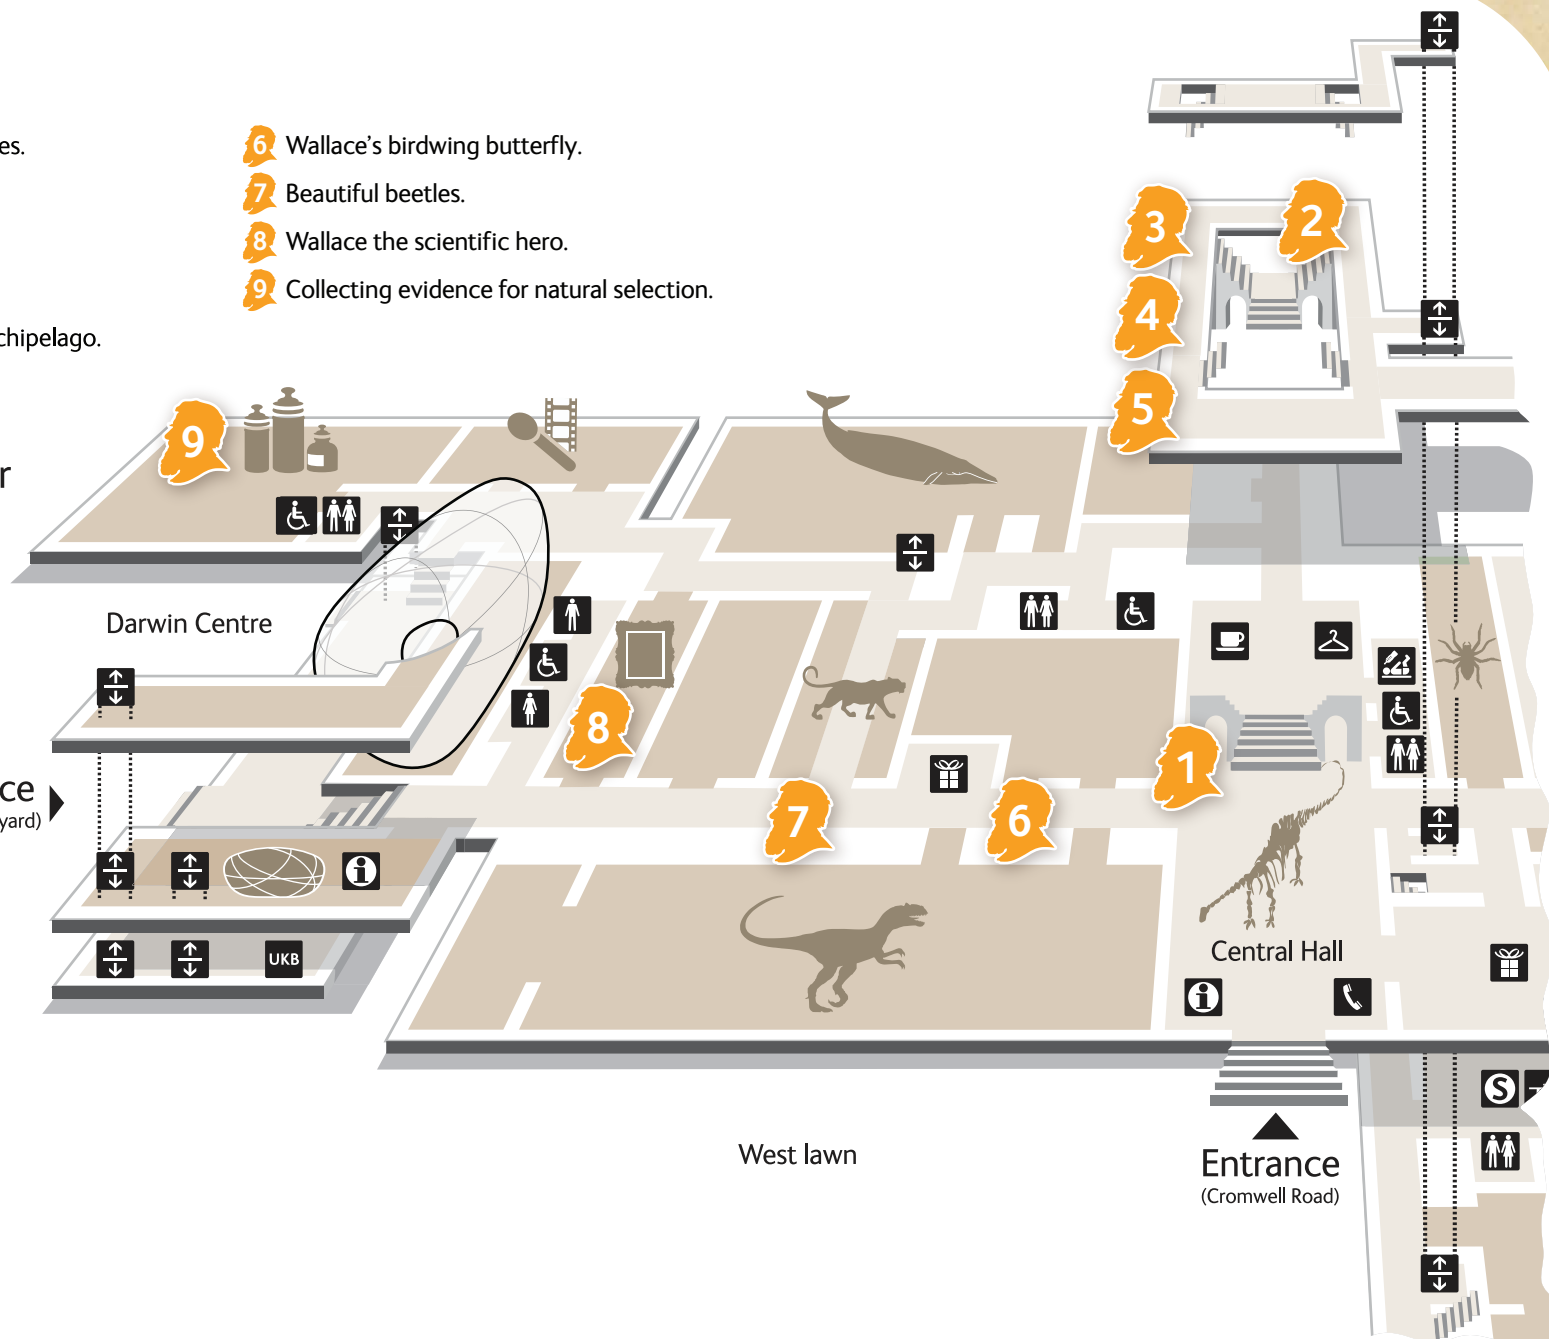 es.
chipelago.
r
6 Wallace's birdwing butterfly.
7 Beautiful beetles.
8 Wallace the scientific hero.
9 Collecting evidence for natural selection.
3
2
4
5
9
Darwin Centre
8
1
ce
yard)
7
6
i
UKB
Central Hall
i
S
West lawn
Entrance
(Cromwell Road)